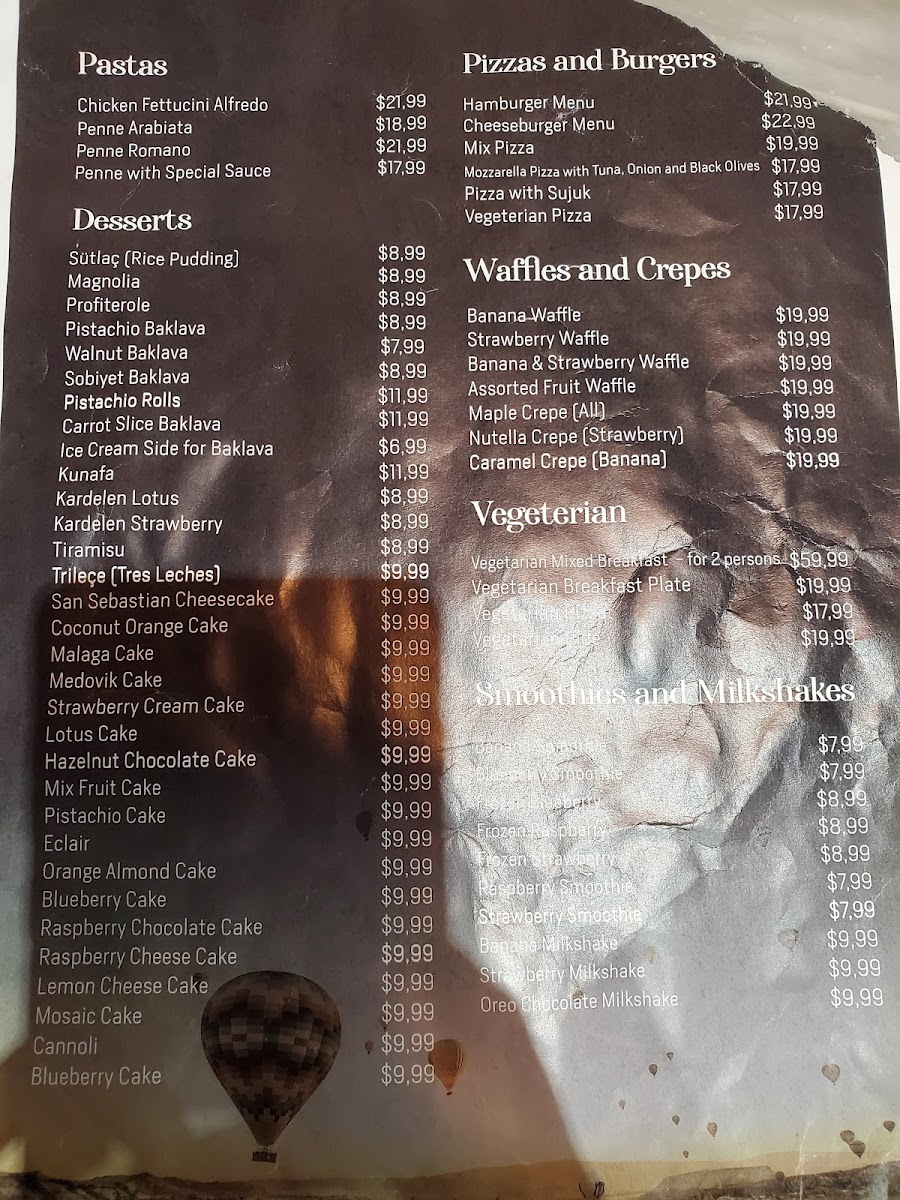 Pastas
Chicken Fettucini Alfredo $21,99
Penne Arabiata $18,99
Penne Romano $21,99
Penne with Special Sauce $17,99
Desserts
Sütlaç (Rice Pudding) $8,99
Magnolia $8,99
Profiterole $8,99
Pistachio Baklava $8,99
Walnut Baklava $7,99
Sobiyet Baklava $8,99
Pistachio Rolls $11,99
Carrot Slice Baklava $11,99
Ice Cream Side for Baklava $6,99
Kunafa $11,99
Kardelen Lotus $8,99
Kardelen Strawberry $8,99
Tiramisu $8,99
Trileçe (Tres Leches) $9,99
San Sebastian Cheesecake $9,99
Coconut Orange Cake $9,99
Malaga Cake $9,99
Medovik Cake $9,99
Strawberry Cream Cake $9,99
Lotus Cake $9,99
Hazelnut Chocolate Cake $9,99
Mix Fruit Cake $9,99
Pistachio Cake $9,99
Eclair $9,99
Orange Almond Cake $9,99
Blueberry Cake $9,99
Raspberry Chocolate Cake $9,99
Raspberry Cheese Cake $9,99
Lemon Cheese Cake $9,99
Mosaic Cake $9,99
Cannoli $9,99
Blueberry Cake $9,99
Pizzas and Burgers
Hamburger Menu $21,99
Cheeseburger Menu $22,99
Mix Pizza $19,99
Mozzarella Pizza with Tuna, Onion and Black Olives $17,99
Pizza with Sujuk $17,99
Vegeterian Pizza $17,99
Waffles and Crepes
Banana Waffle $19,99
Strawberry Waffle $19,99
Banana & Strawberry Waffle $19,99
Assorted Fruit Waffle $19,99
Maple Crepe (All) $19,99
Nutella Crepe (Strawberry) $19,99
Caramel Crepe (Banana) $19,99
Vegeterian
Vegetarian Mixed Breakfast - for 2 persons $59,99
Vegetarian Breakfast Plate $19,99
Vegetarian Pizza $17,99
Vegetarian $19,99
Smoothies and Milkshakes
Banana Smoothie $7,99
Blueberry Smoothie $7,99
Frozen Blueberry $8,99
Frozen Raspberry $8,99
Frozen Strawberry $8,99
Raspberry Smoothie $7,99
Strawberry Smoothie $7,99
Banana Milkshake $9,99
Strawberry Milkshake $9,99
Oreo Chocolate Milkshake $9,99